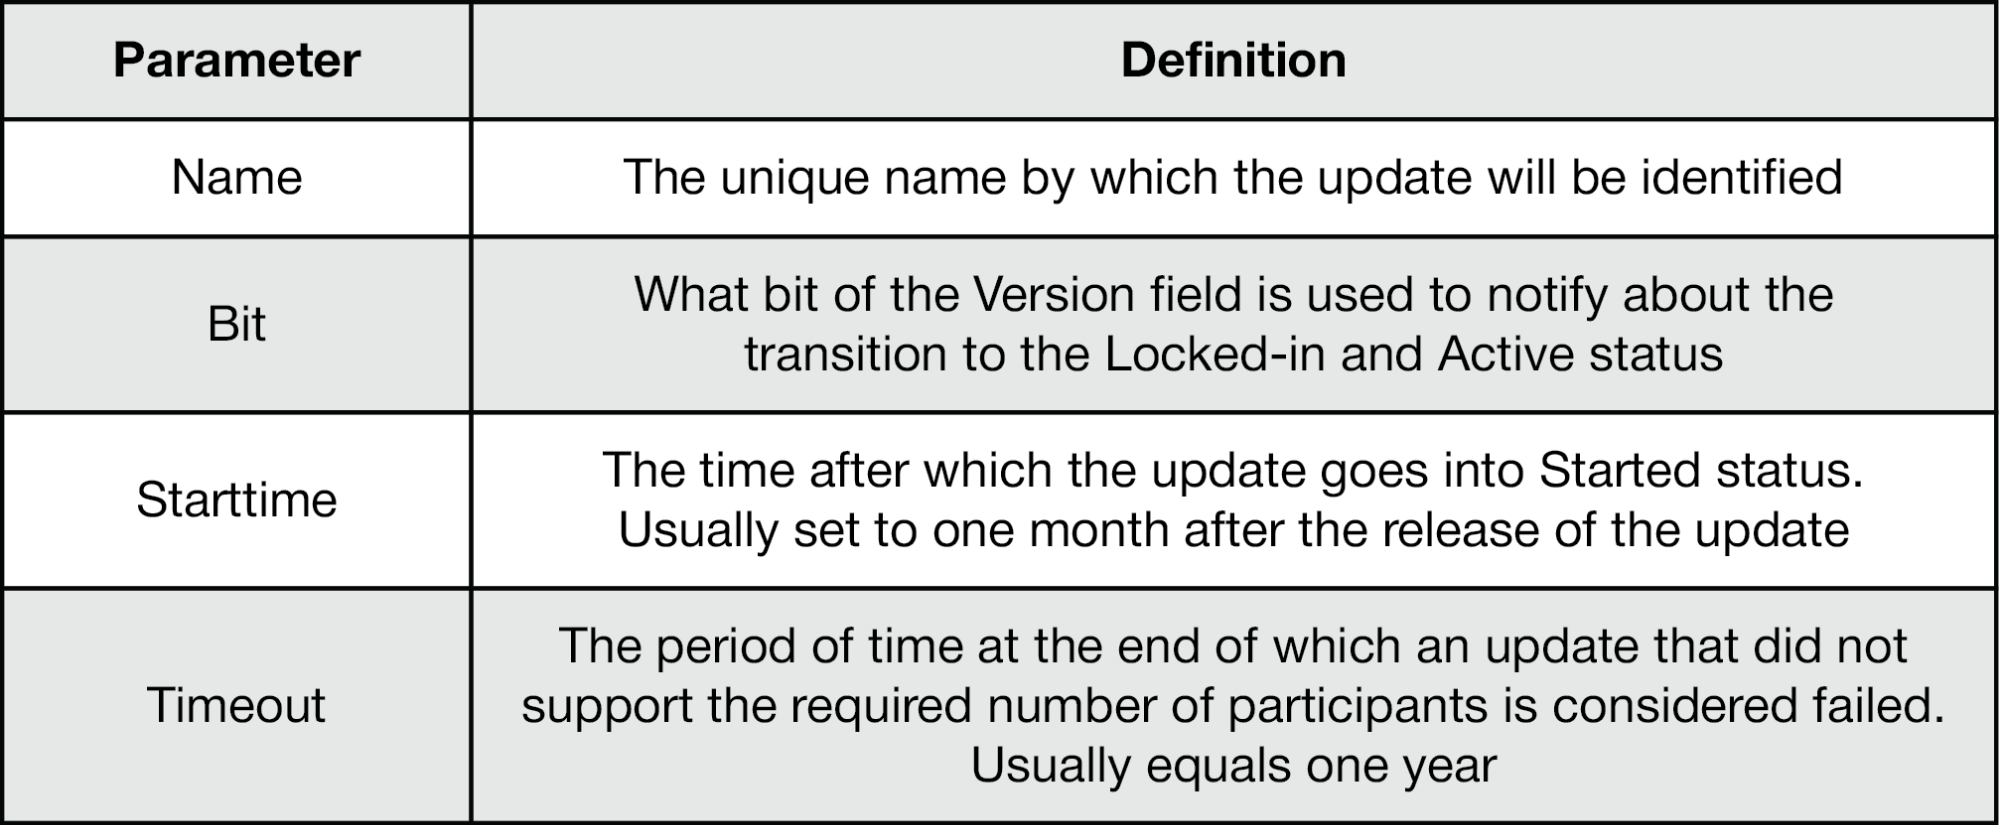 Parameter
Definition
Name
The unique name by which the update will be identified
Bit
What bit of the Version field is used to notify about the
transition to the Locked-in and Active status
Starttime
The time after which the update goes into Started status.
Usually set to one month after the release of the update
Timeout
The period of time at the end of which an update that did not
support the required number of participants is considered failed.
Usually equals one year